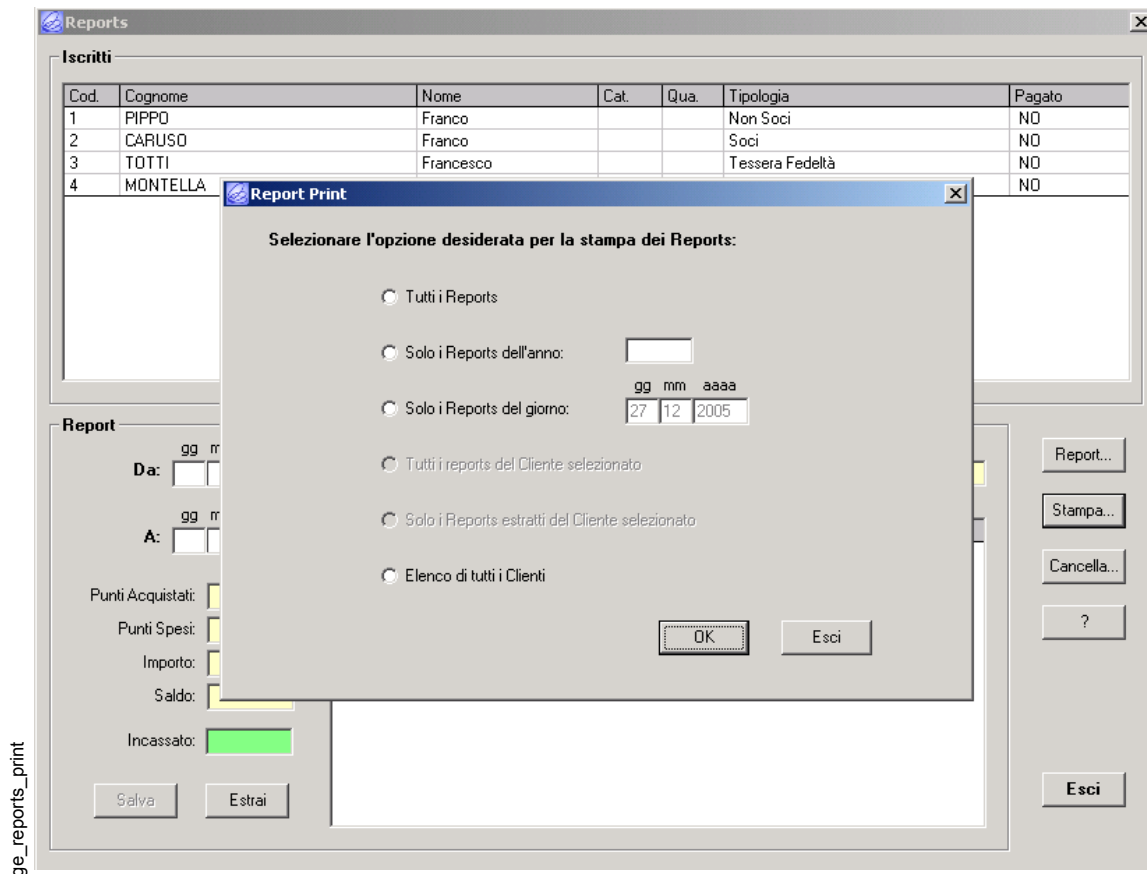 Reports
Iscritti
Cod. Cognome Nome Cat. Qua. Tipologia Pagato
1 PIPPO Franco Non Soci NO
2 CARUSO Franco Soci NO
3 TOTTI Francesco Tessera Fedeltà NO
4 MONTELLA NO
Report Print
Selezionare l'opzione desiderata per la stampa dei Reports:
Tutti i Reports
Solo i Reports dell'anno:
gg mm aaaa
Solo i Reports del giorno: 27 12 2005
Tutti i reports del Cliente selezionato
Solo i Reports estratti del Cliente selezionato
Elenco di tutti i Clienti
OK Esci
Report
gg m
Da:
gg m
A:
Punti Acquistati:
Punti Spesi:
Importo:
Saldo:
Incassato:
Salva Estrai
Report...
Stampa...
Cancella...
?
Esci
ge_reports_print